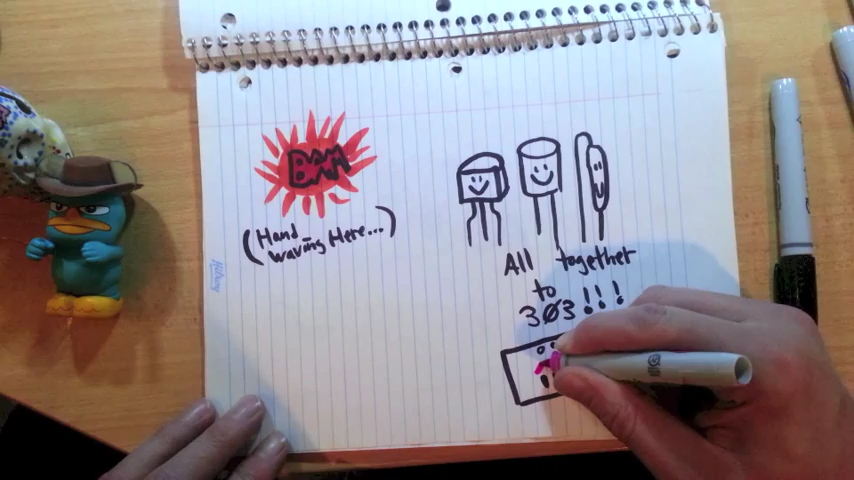 BAM
(Hand
waving Here...)
All together
to
303!!!